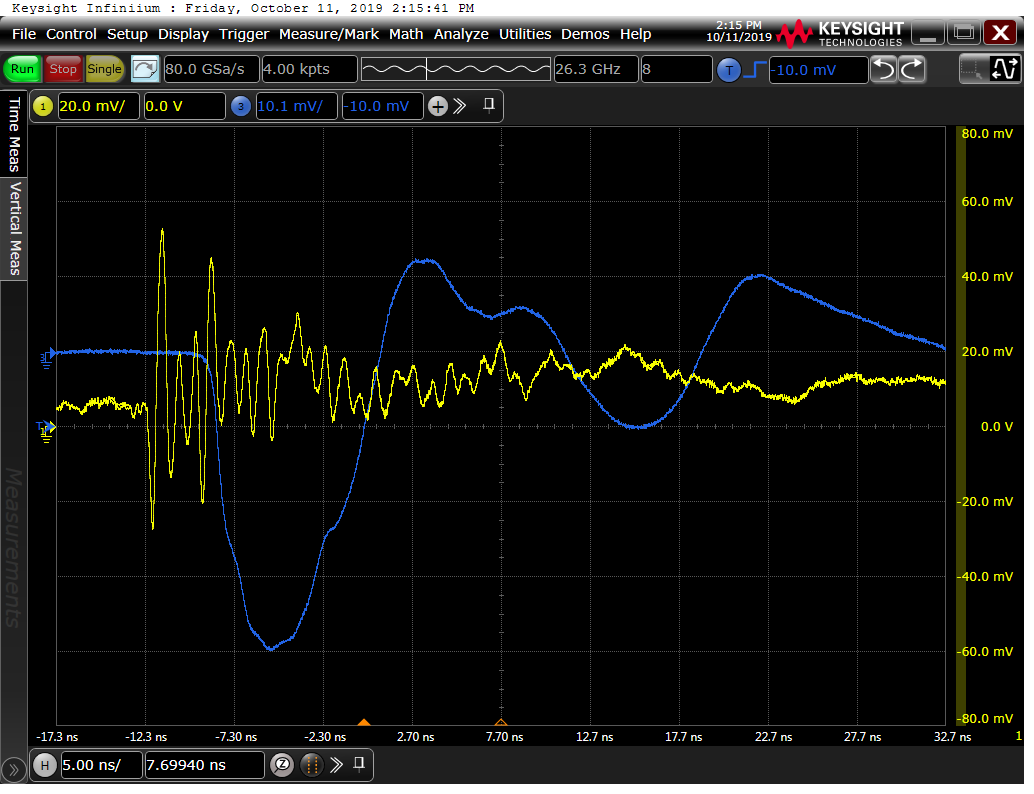 Keysight Infiniium : Friday, October 11, 2019 2:15:41 PM
File Control Setup Display Trigger Measure/Mark Math Analyze Utilities Demos Help
2:15 PM
10/11/2019
KEYSIGHT
TECHNOLOGIES
Run Stop Single 80.0 GSa/s 4.00 kpts 26.3 GHz 8 T -10.0 mV
1 20.0 mV/ 0.0 V 3 10.1 mV/ -10.0 mV
Time Meas
Vertical Meas
Measurements
80.0 mV
60.0 mV
40.0 mV
20.0 mV
0.0 V
-20.0 mV
-40.0 mV
-60.0 mV
-80.0 mV
T
-17.3 ns -12.3 ns -7.30 ns -2.30 ns 2.70 ns 7.70 ns 12.7 ns 17.7 ns 22.7 ns 27.7 ns 32.7 ns 1
H 5.00 ns/ 7.69940 ns Z